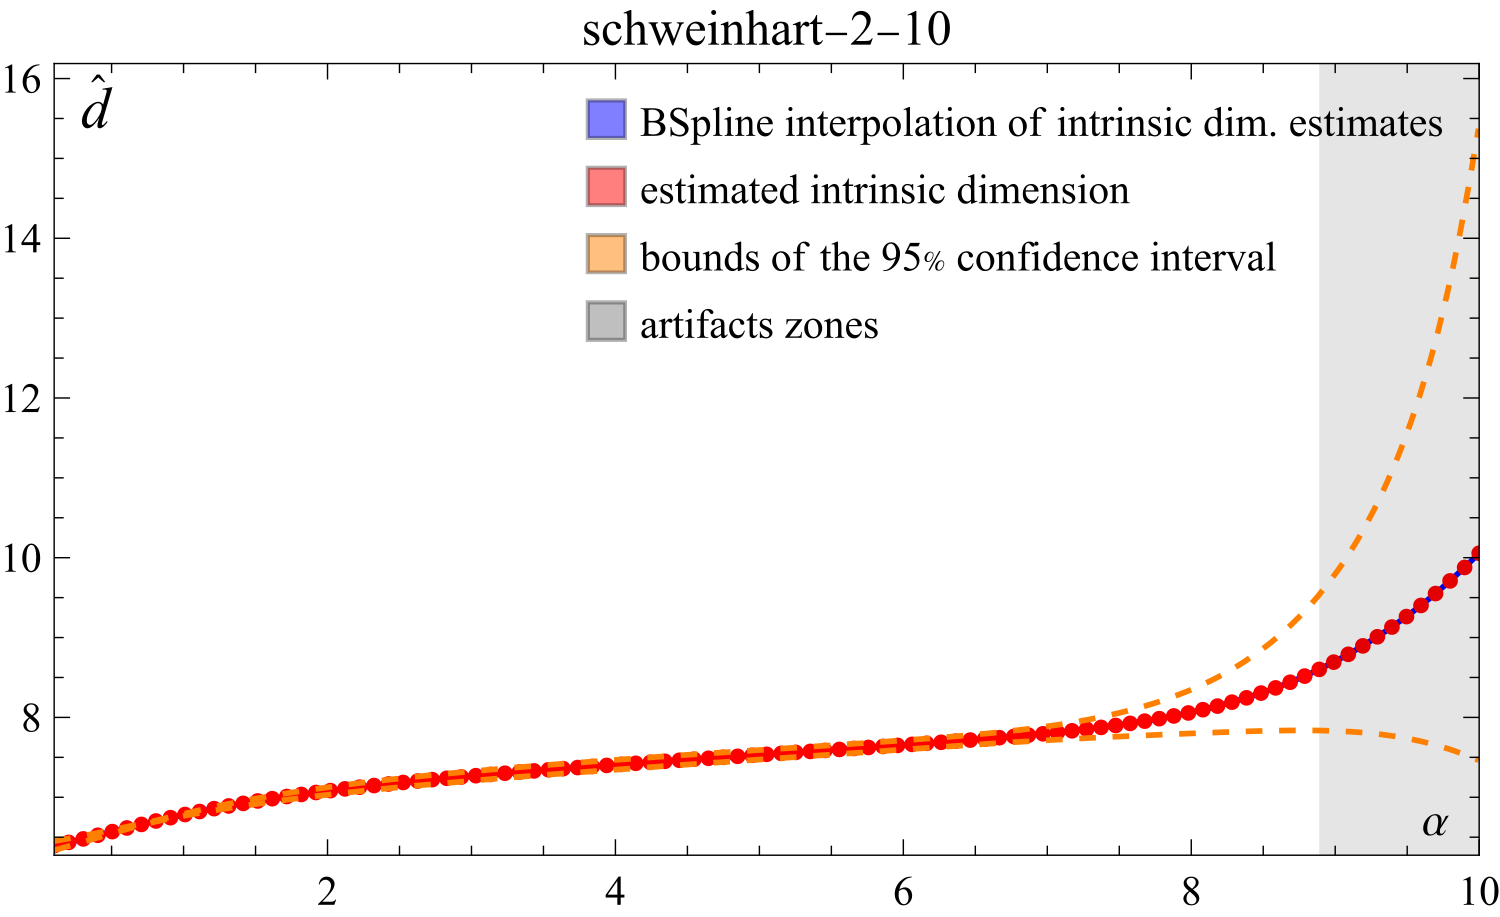 schweinhart−2−10
16
d̂
BSpline interpolation of intrinsic dim. estimates
estimated intrinsic dimension
14
bounds of the 95% confidence interval
artifacts zones
12
10
8
α
2 4 6 8 10